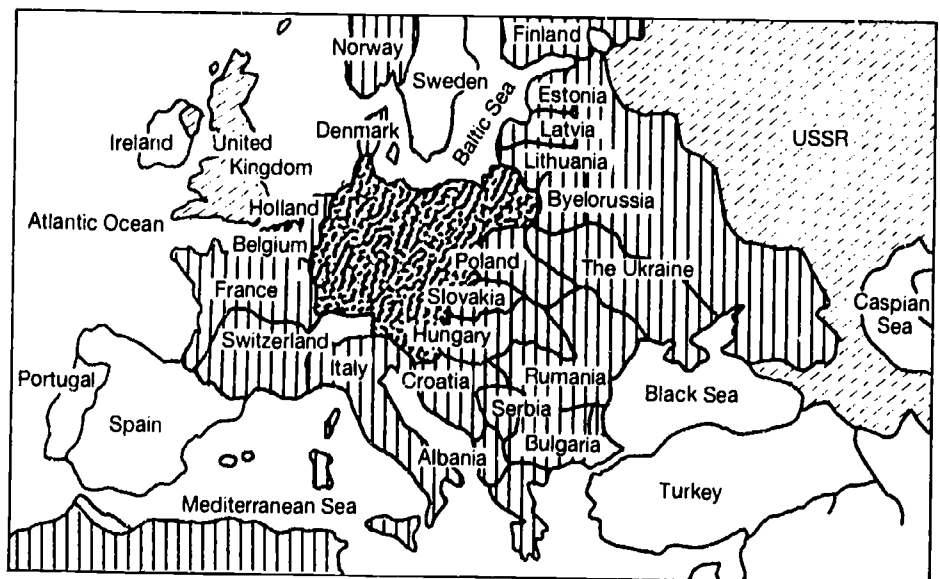 Finland
Norway
Sweden
Baltic Sea
Estonia
Latvia
Lithuania
Byelorussia
USSR
Denmark
Ireland
United
Kingdom
Atlantic Ocean
Holland
Belgium
France
Switzerland
Poland
Slovakia
Hungary
The Ukraine
Caspian
Sea
Portugal
Spain
Italy
Croatia
Rumania
Serbia
Bulgaria
Black Sea
Albania
Mediterranean Sea
Turkey